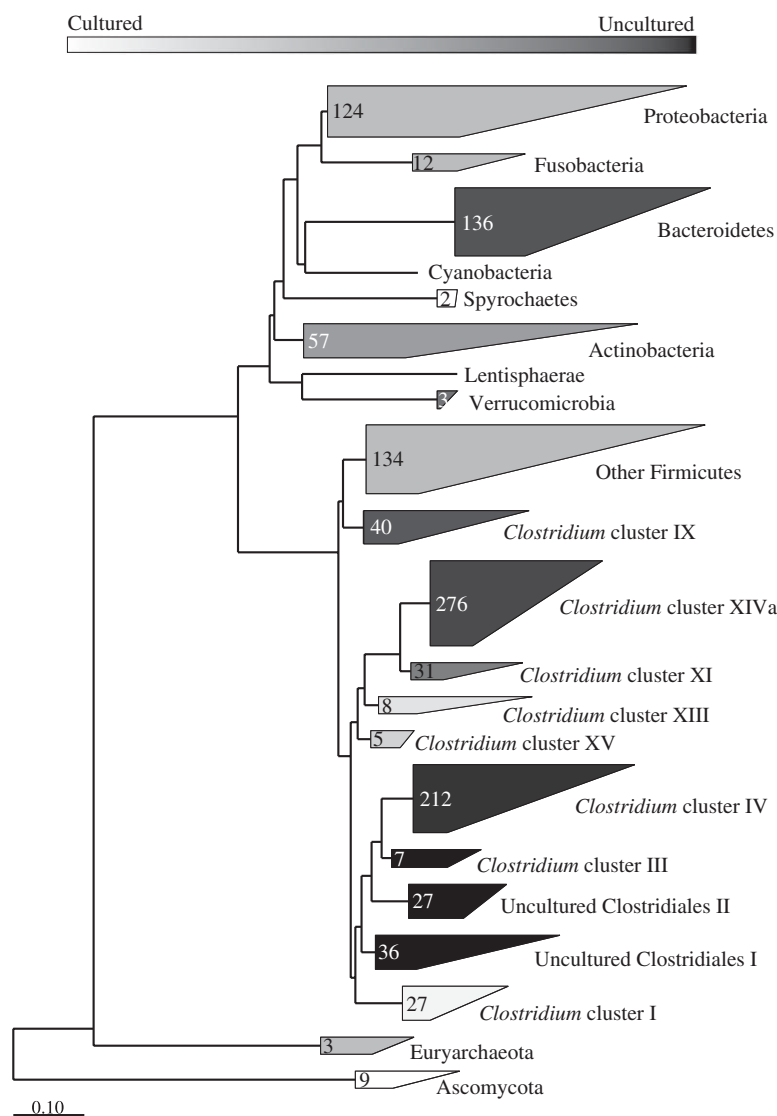 Cultured Uncultured
124 Proteobacteria
12 Fusobacteria
136 Bacteroidetes
Cyanobacteria
2 Spyrochaetes
57 Actinobacteria
Lentisphaerae
3 Verrucomicrobia
134 Other Firmicutes
40 Clostridium cluster IX
276 Clostridium cluster XIVa
31 Clostridium cluster XI
8 Clostridium cluster XIII
5 Clostridium cluster XV
212 Clostridium cluster IV
7 Clostridium cluster III
27 Uncultured Clostridiales II
36 Uncultured Clostridiales I
27 Clostridium cluster I
3 Euryarchaeota
9 Ascomycota
0.10